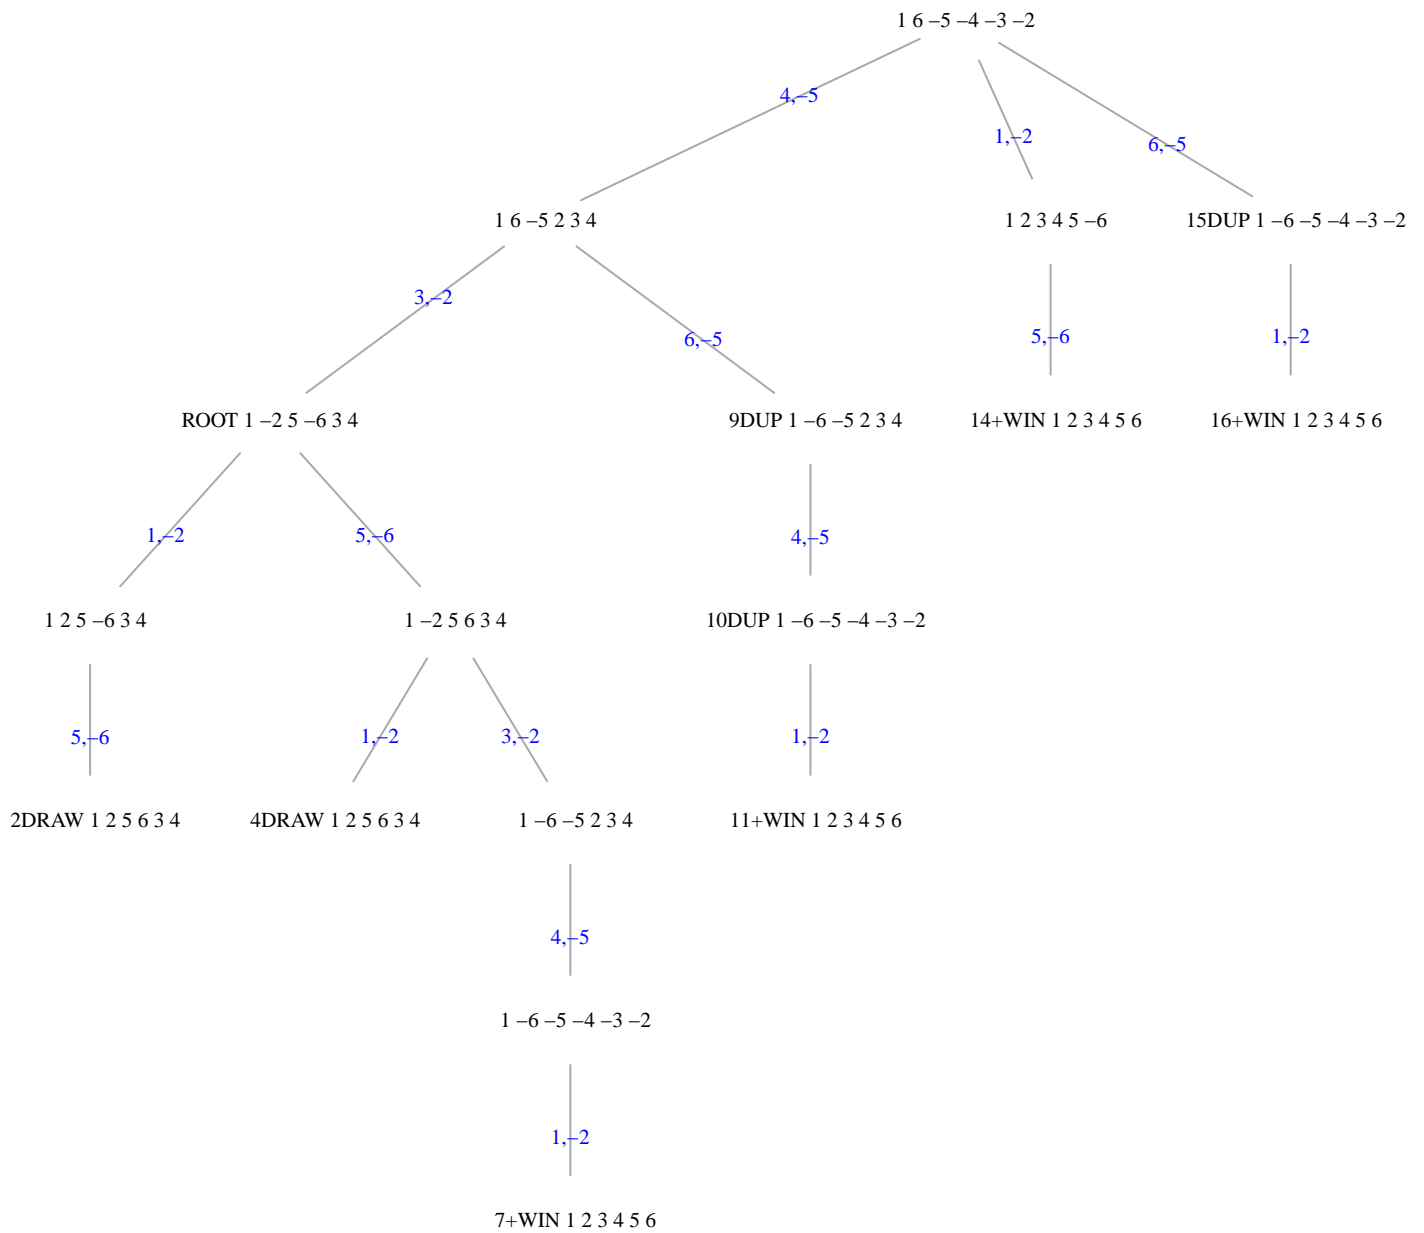 1 6 –5 –4 –3 –2
4,–5
1,–2
6,–5
1 6 –5 2 3 4
1 2 3 4 5 –6
15DUP 1 –6 –5 –4 –3 –2
3,–2
6,–5
5,–6
1,–2
ROOT 1 –2 5 –6 3 4
9DUP 1 –6 –5 2 3 4
14+WIN 1 2 3 4 5 6
16+WIN 1 2 3 4 5 6
1,–2
5,–6
4,–5
1 2 5 –6 3 4
1 –2 5 6 3 4
10DUP 1 –6 –5 –4 –3 –2
5,–6
1,–2
3,–2
1,–2
2DRAW 1 2 5 6 3 4
4DRAW 1 2 5 6 3 4
1 –6 –5 2 3 4
11+WIN 1 2 3 4 5 6
4,–5
1 –6 –5 –4 –3 –2
1,–2
7+WIN 1 2 3 4 5 6